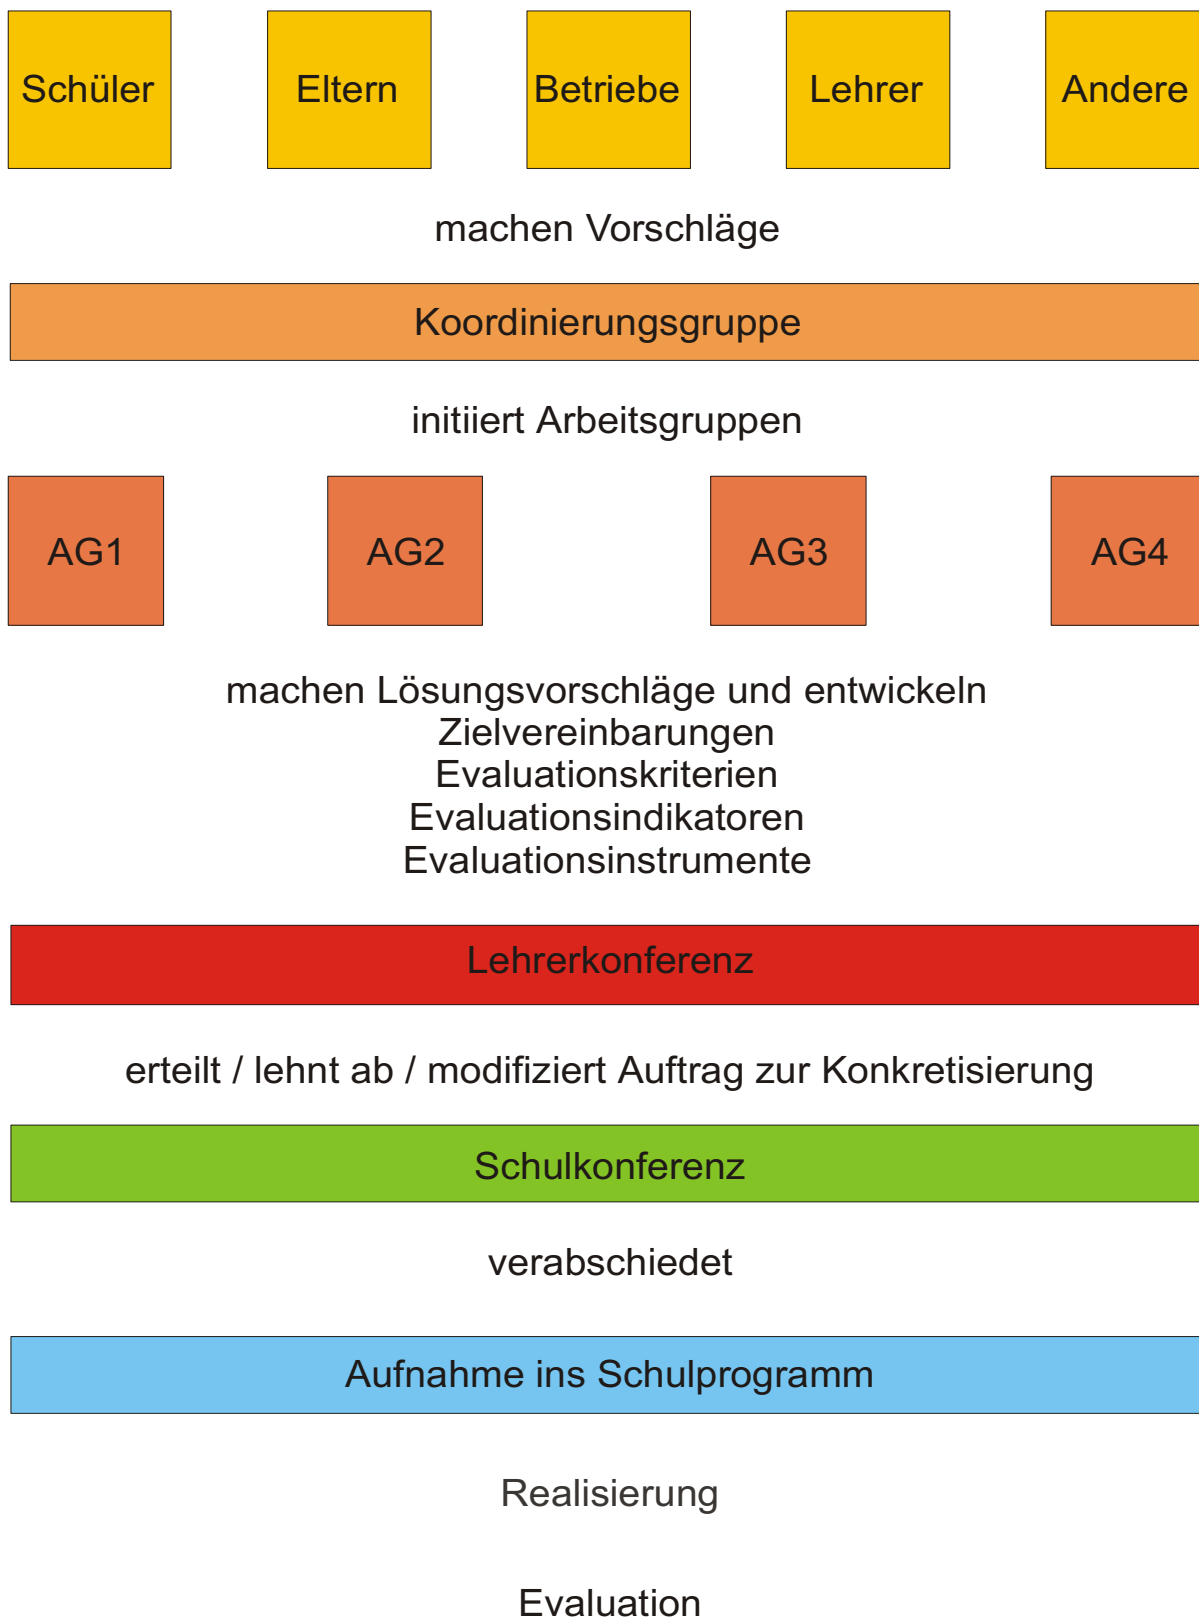 Schüler Eltern Betriebe Lehrer Andere
machen Vorschläge
Koordinierungsgruppe
initiiert Arbeitsgruppen
AG1 AG2 AG3 AG4
machen Lösungsvorschläge und entwickeln
Zielvereinbarungen
Evaluationskriterien
Evaluationsindikatoren
Evaluationsinstrumente
Lehrerkonferenz
erteilt / lehnt ab / modifiziert Auftrag zur Konkretisierung
Schulkonferenz
verabschiedet
Aufnahme ins Schulprogramm
Realisierung
Evaluation